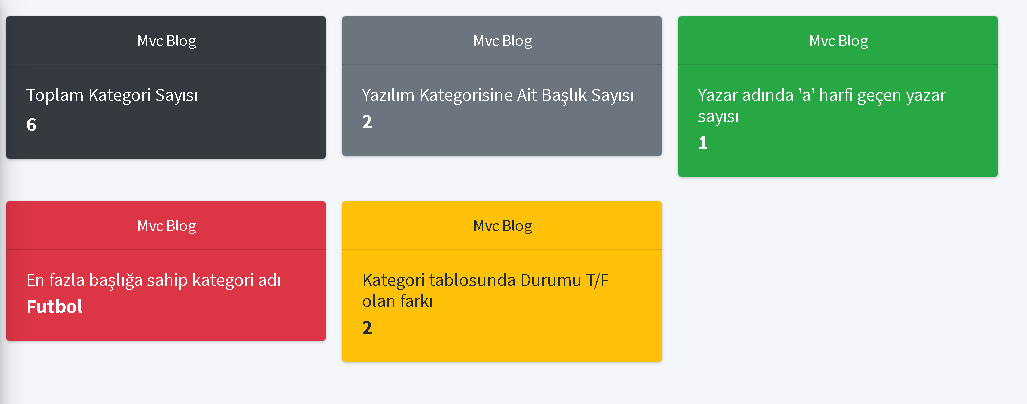 Mvc Blog
Toplam Kategori Sayısı
6
Mvc Blog
Yazılım Kategorisine Ait Başlık Sayısı
2
Mvc Blog
Yazar adında 'a' harfi geçen yazar
sayısı
1
Mvc Blog
En fazla başlığa sahip kategori adı
Futbol
Mvc Blog
Kategori tablosunda Durumu T/F
olan farkı
2